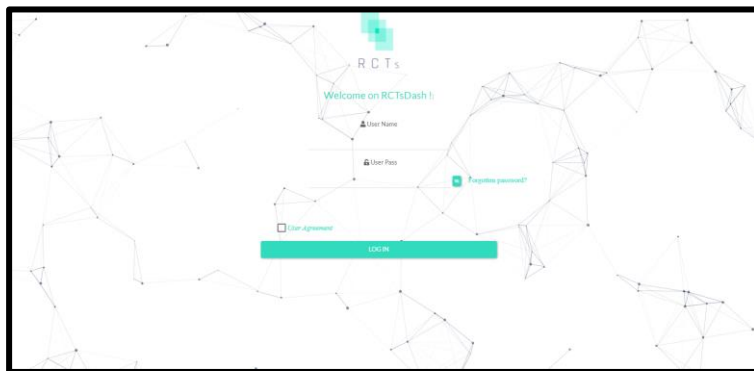 RCTs
Welcome on RCTsDash !:
User Name
User Pass
Forgotten password?
User Agreement
LOG IN